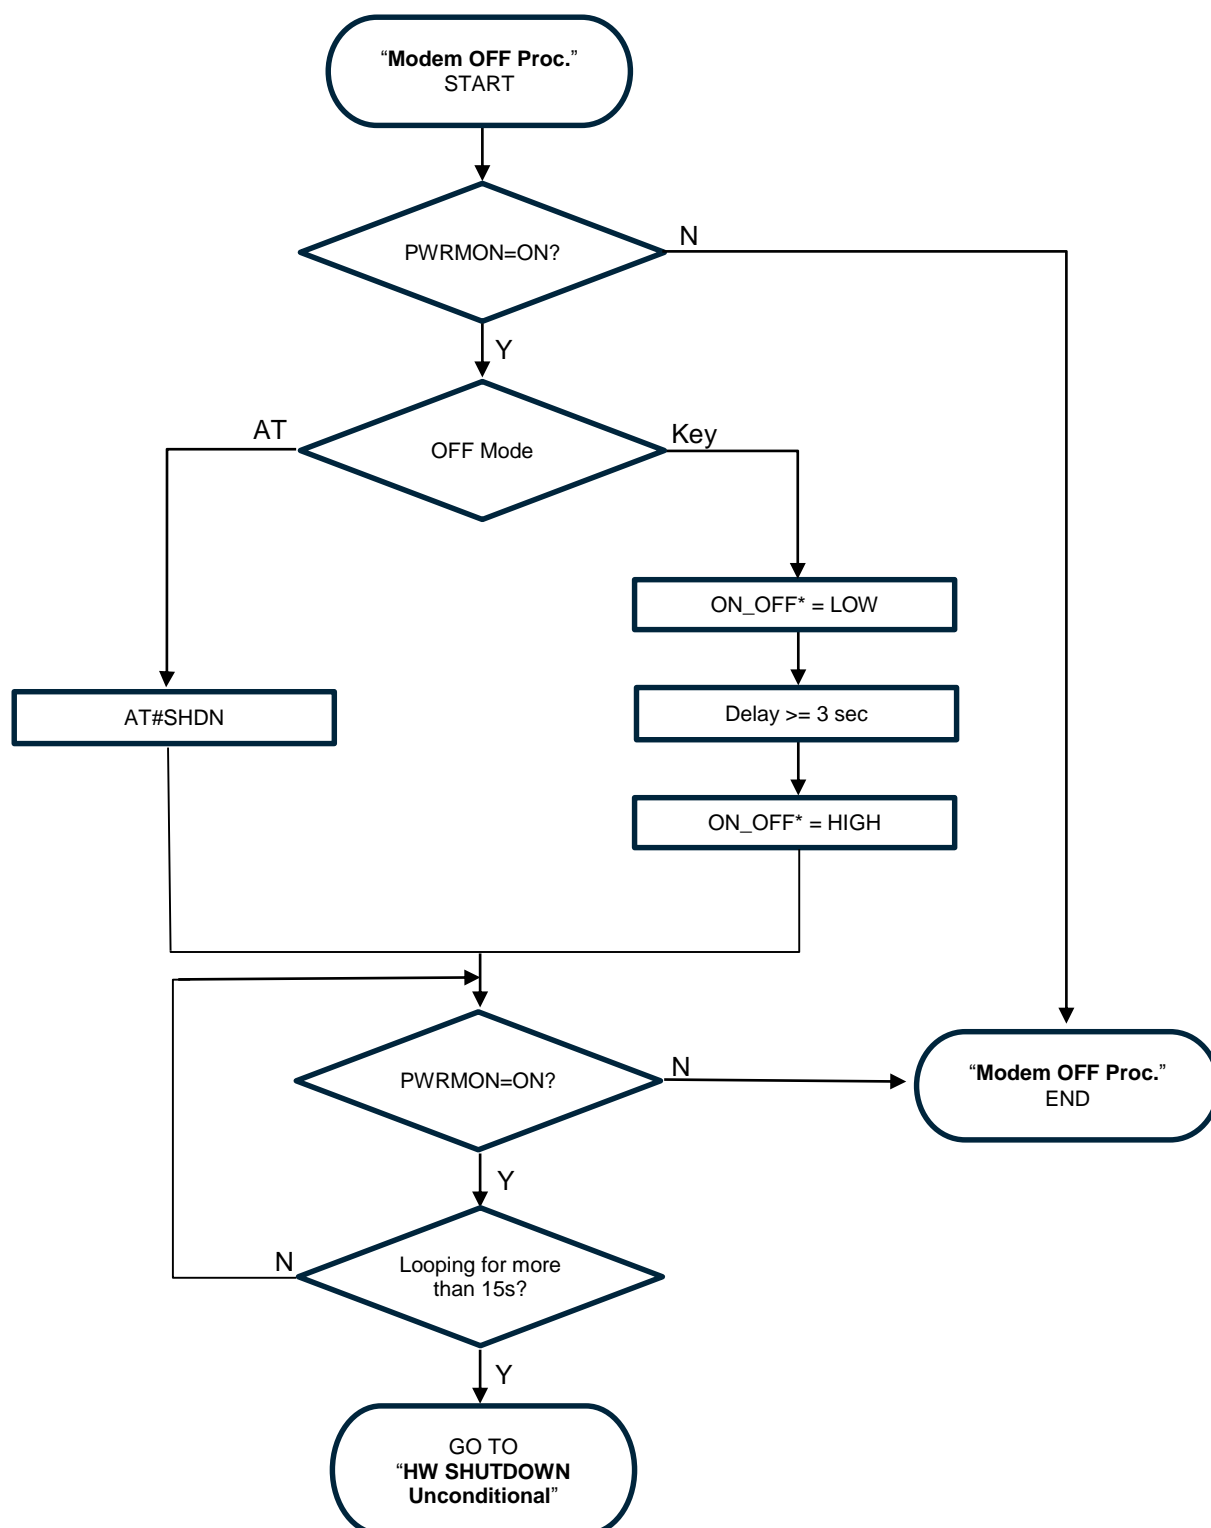 “Modem OFF Proc.”
START
PWRMON=ON?
N
Y
OFF Mode
AT
Key
ON_OFF* = LOW
AT#SHDN
Delay >= 3 sec
ON_OFF* = HIGH
PWRMON=ON?
N
“Modem OFF Proc.”
END
Y
Looping for more
than 15s?
N
Y
GO TO
“HW SHUTDOWN
Unconditional”